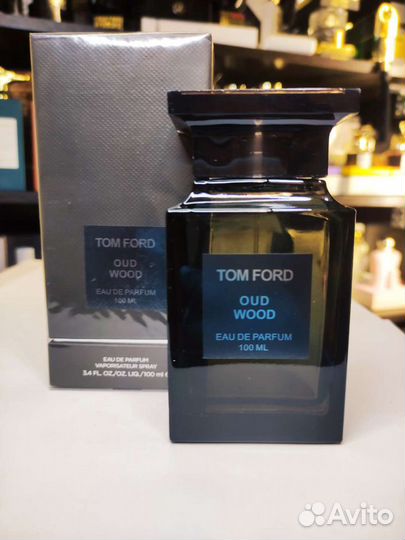 TOM FORD
OUD
WOOD
EAU DE PARFUM
100 ML
EAU DE PARFUM
VAPORISATEUR SPRAY
3.4 FL. OZ./OZ. LIQ./100 ml
TOM FORD
OUD
WOOD
EAU DE PARFUM
100 ML
Avito